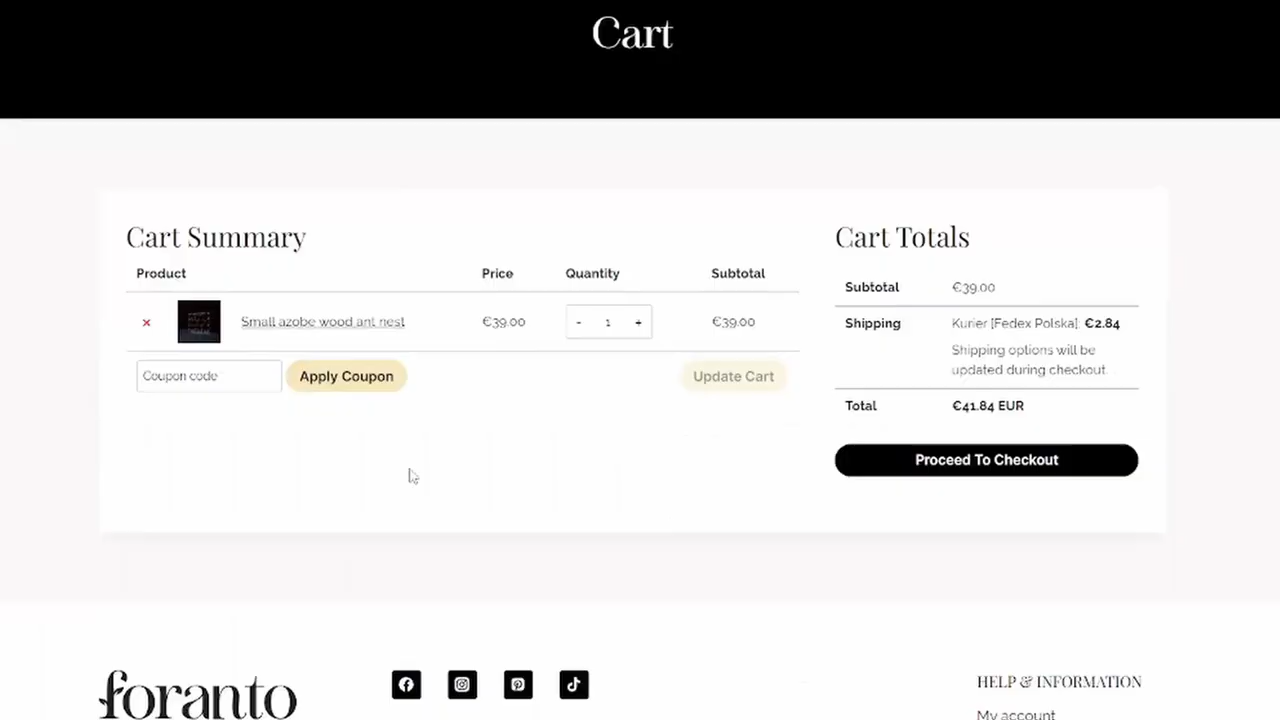 Cart
Cart Summary
Product Price Quantity Subtotal
× Small azobe wood ant nest €39.00 - 1 + €39.00
Coupon code Apply Coupon Update Cart
Cart Totals
Subtotal €39.00
Shipping Kurier [Fedex Polska]: €2.84
Shipping options will be
updated during checkout.
Total €41.84 EUR
Proceed To Checkout
foranto
HELP & INFORMATION
My account